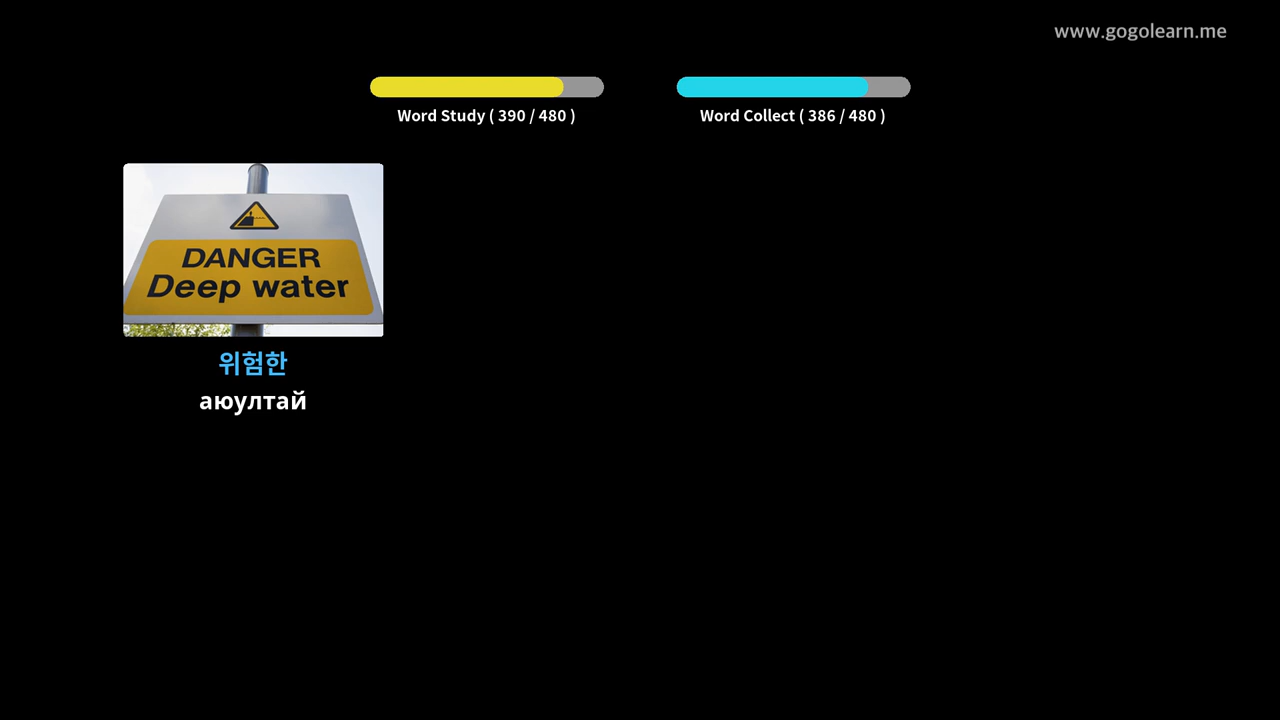 www.gogolearn.me
Word Study ( 390 / 480 )
Word Collect ( 386 / 480 )
DANGER
Deep water
위험한
аюултай